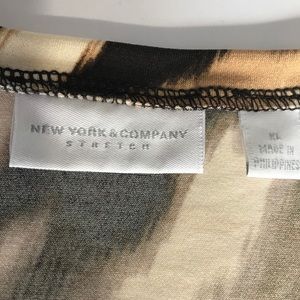 NEW YORK & COMPANY
STRETCH
XL
MADE IN
PHILIPPINES